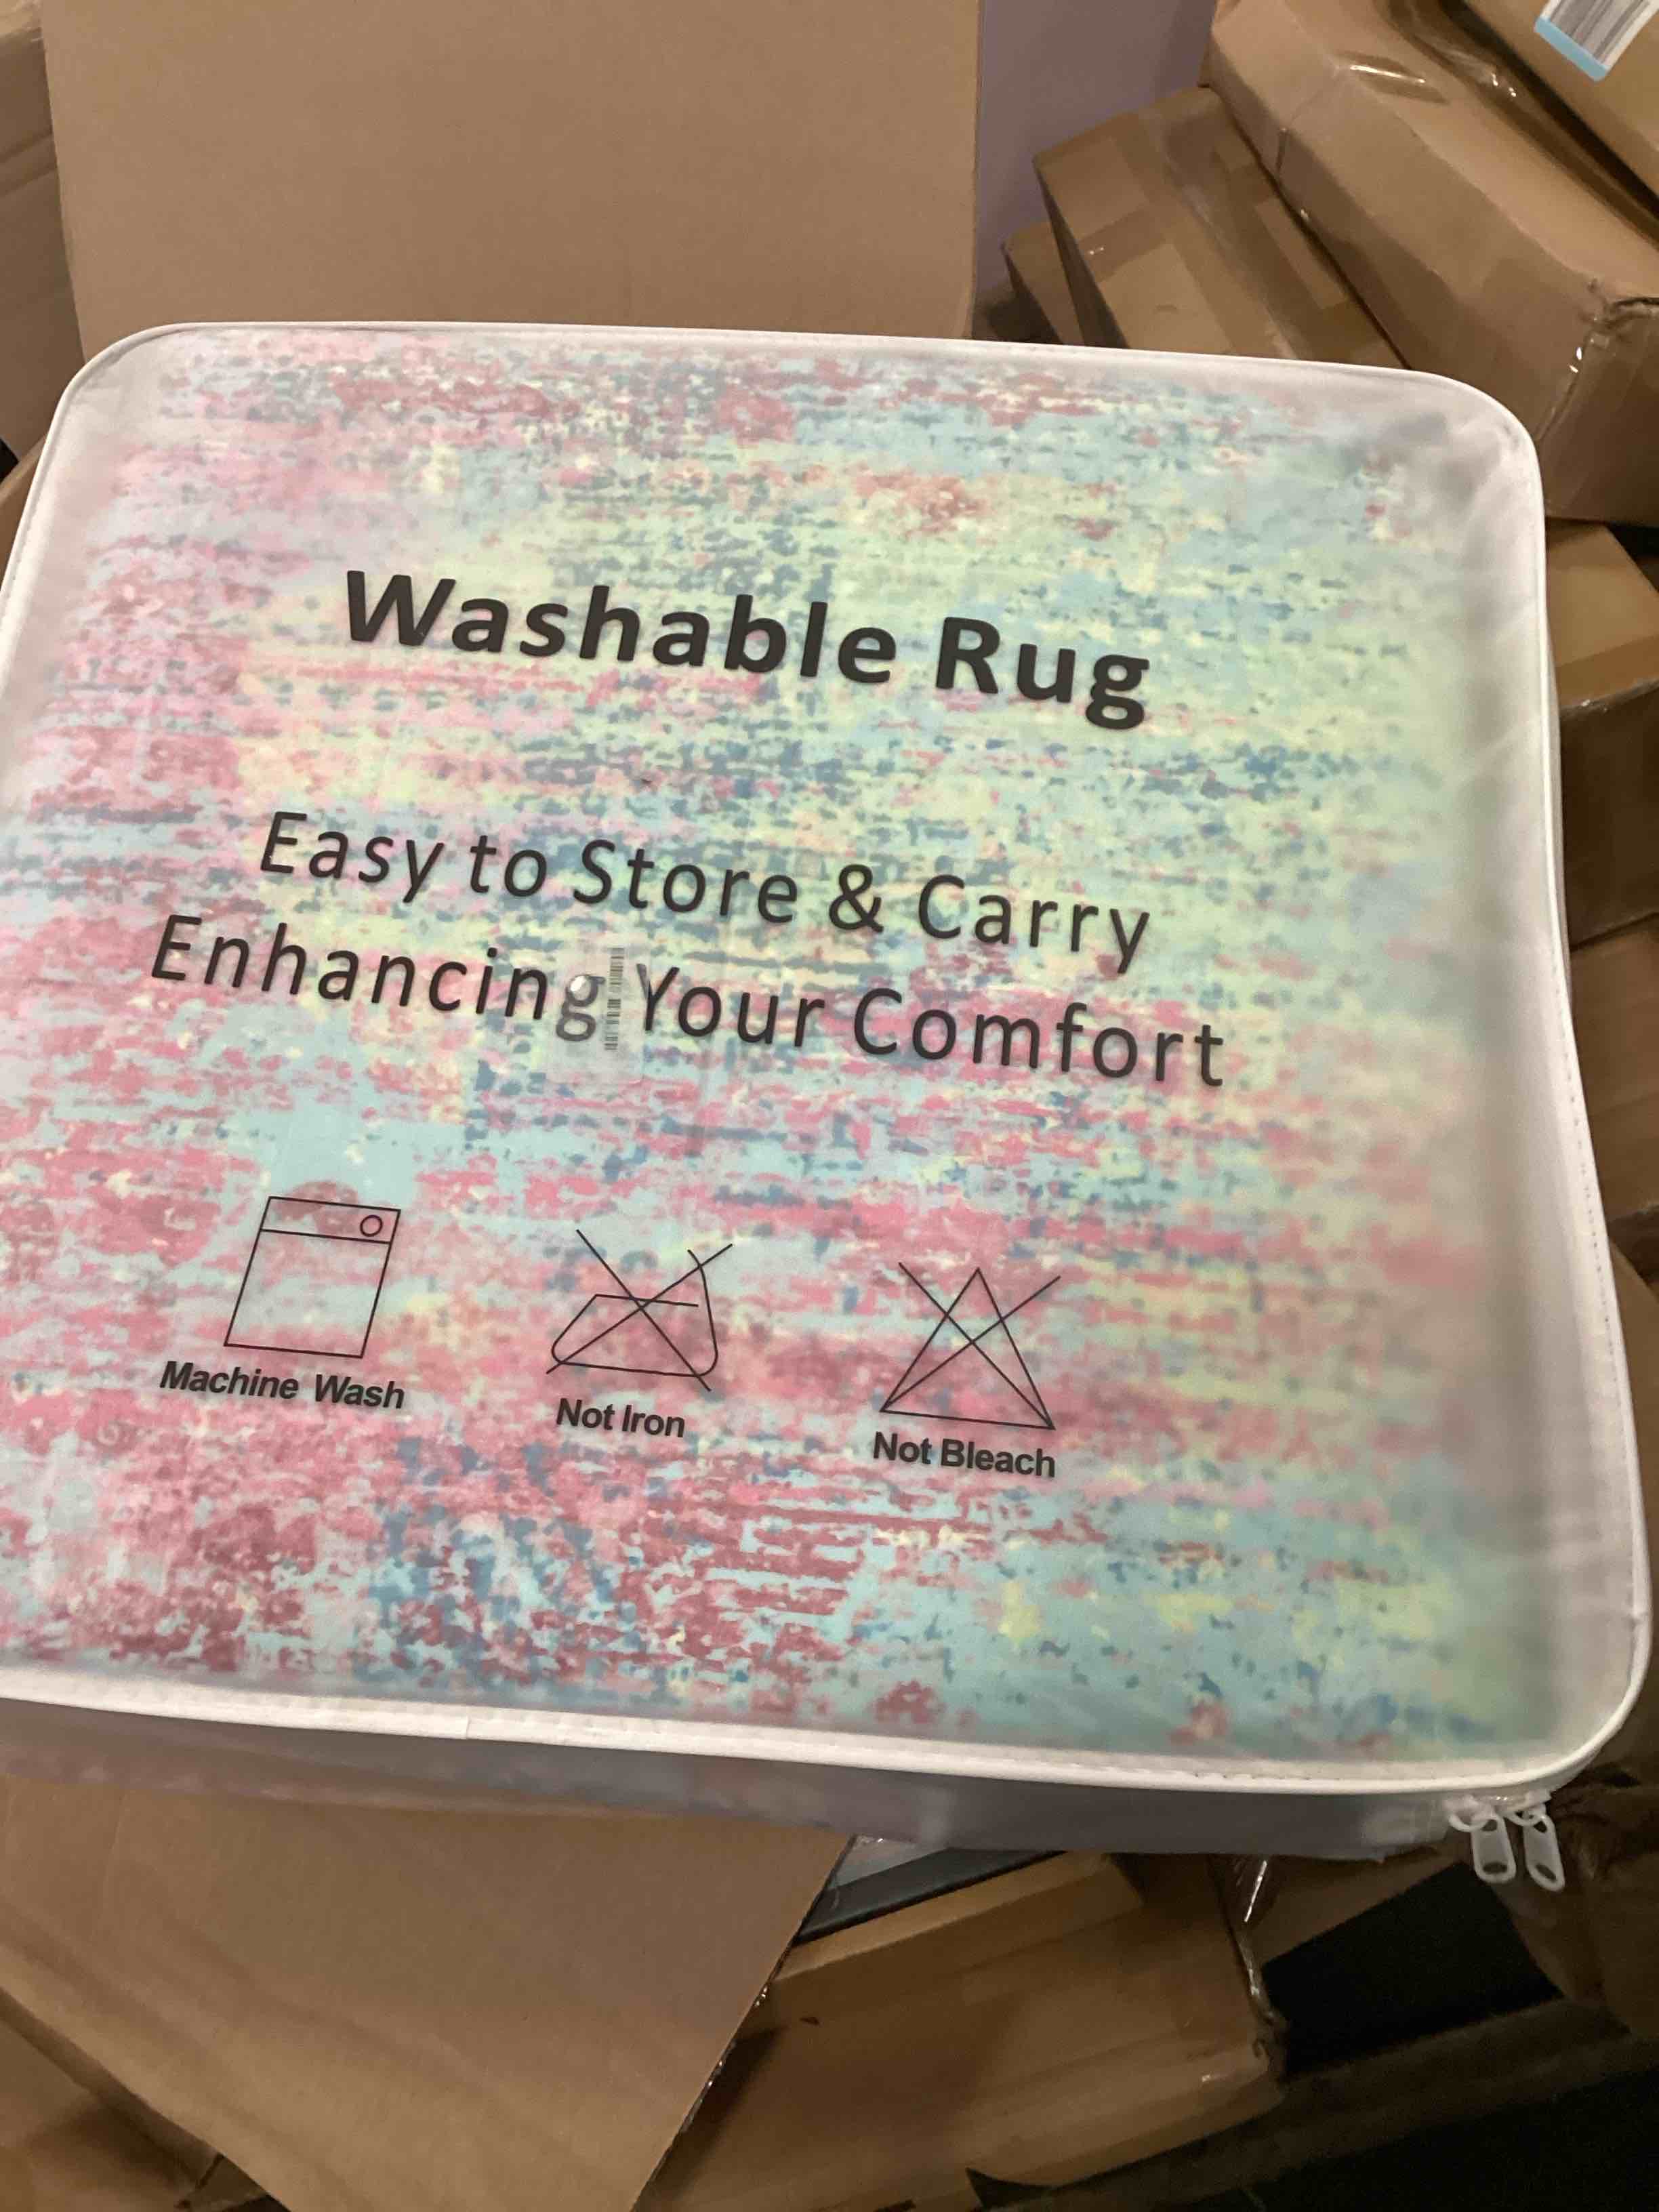 Washable Rug
Easy to Store & Carry
Enhancing Your Comfort
Machine Wash
Not Iron
Not Bleach